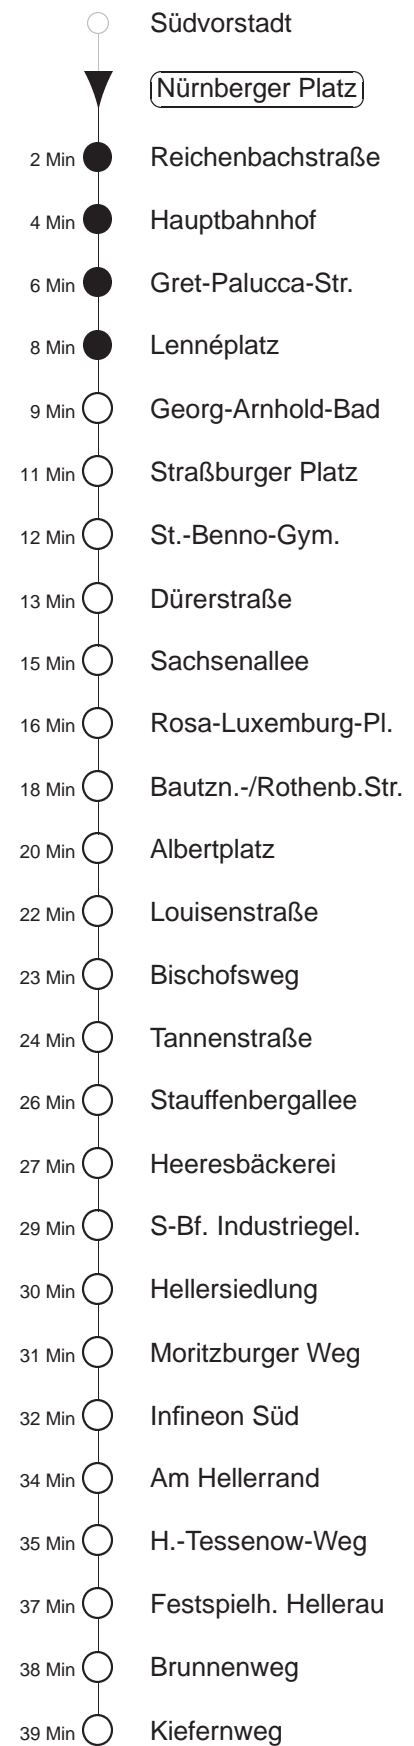 Südvorstadt
Nürnberger Platz
2 Min Reichenbachstraße
4 Min Hauptbahnhof
6 Min Gret-Palucca-Str.
8 Min Lennéplatz
9 Min Georg-Arnhold-Bad
11 Min Straßburger Platz
12 Min St.-Benno-Gym.
13 Min Dürerstraße
15 Min Sachsenallee
16 Min Rosa-Luxemburg-Pl.
18 Min Bautzn.-/Rothenb.Str.
20 Min Albertplatz
22 Min Louisenstraße
23 Min Bischofsweg
24 Min Tannenstraße
26 Min Stauffenbergallee
27 Min Heeresbäckerei
29 Min S-Bf. Industriegel.
30 Min Hellersiedlung
31 Min Moritzburger Weg
32 Min Infineon Süd
34 Min Am Hellerrand
35 Min H.-Tessenow-Weg
37 Min Festspielh. Hellerau
38 Min Brunnenweg
39 Min Kiefernweg